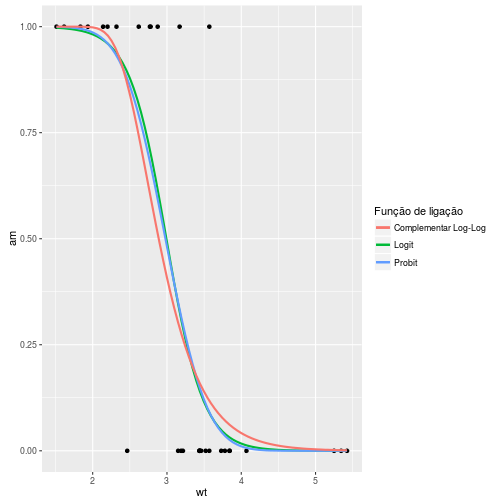 1.00
0.75
0.50
0.25
0.00
am
2 3 4 5
wt
Função de ligação
Complementar Log-Log
Logit
Probit